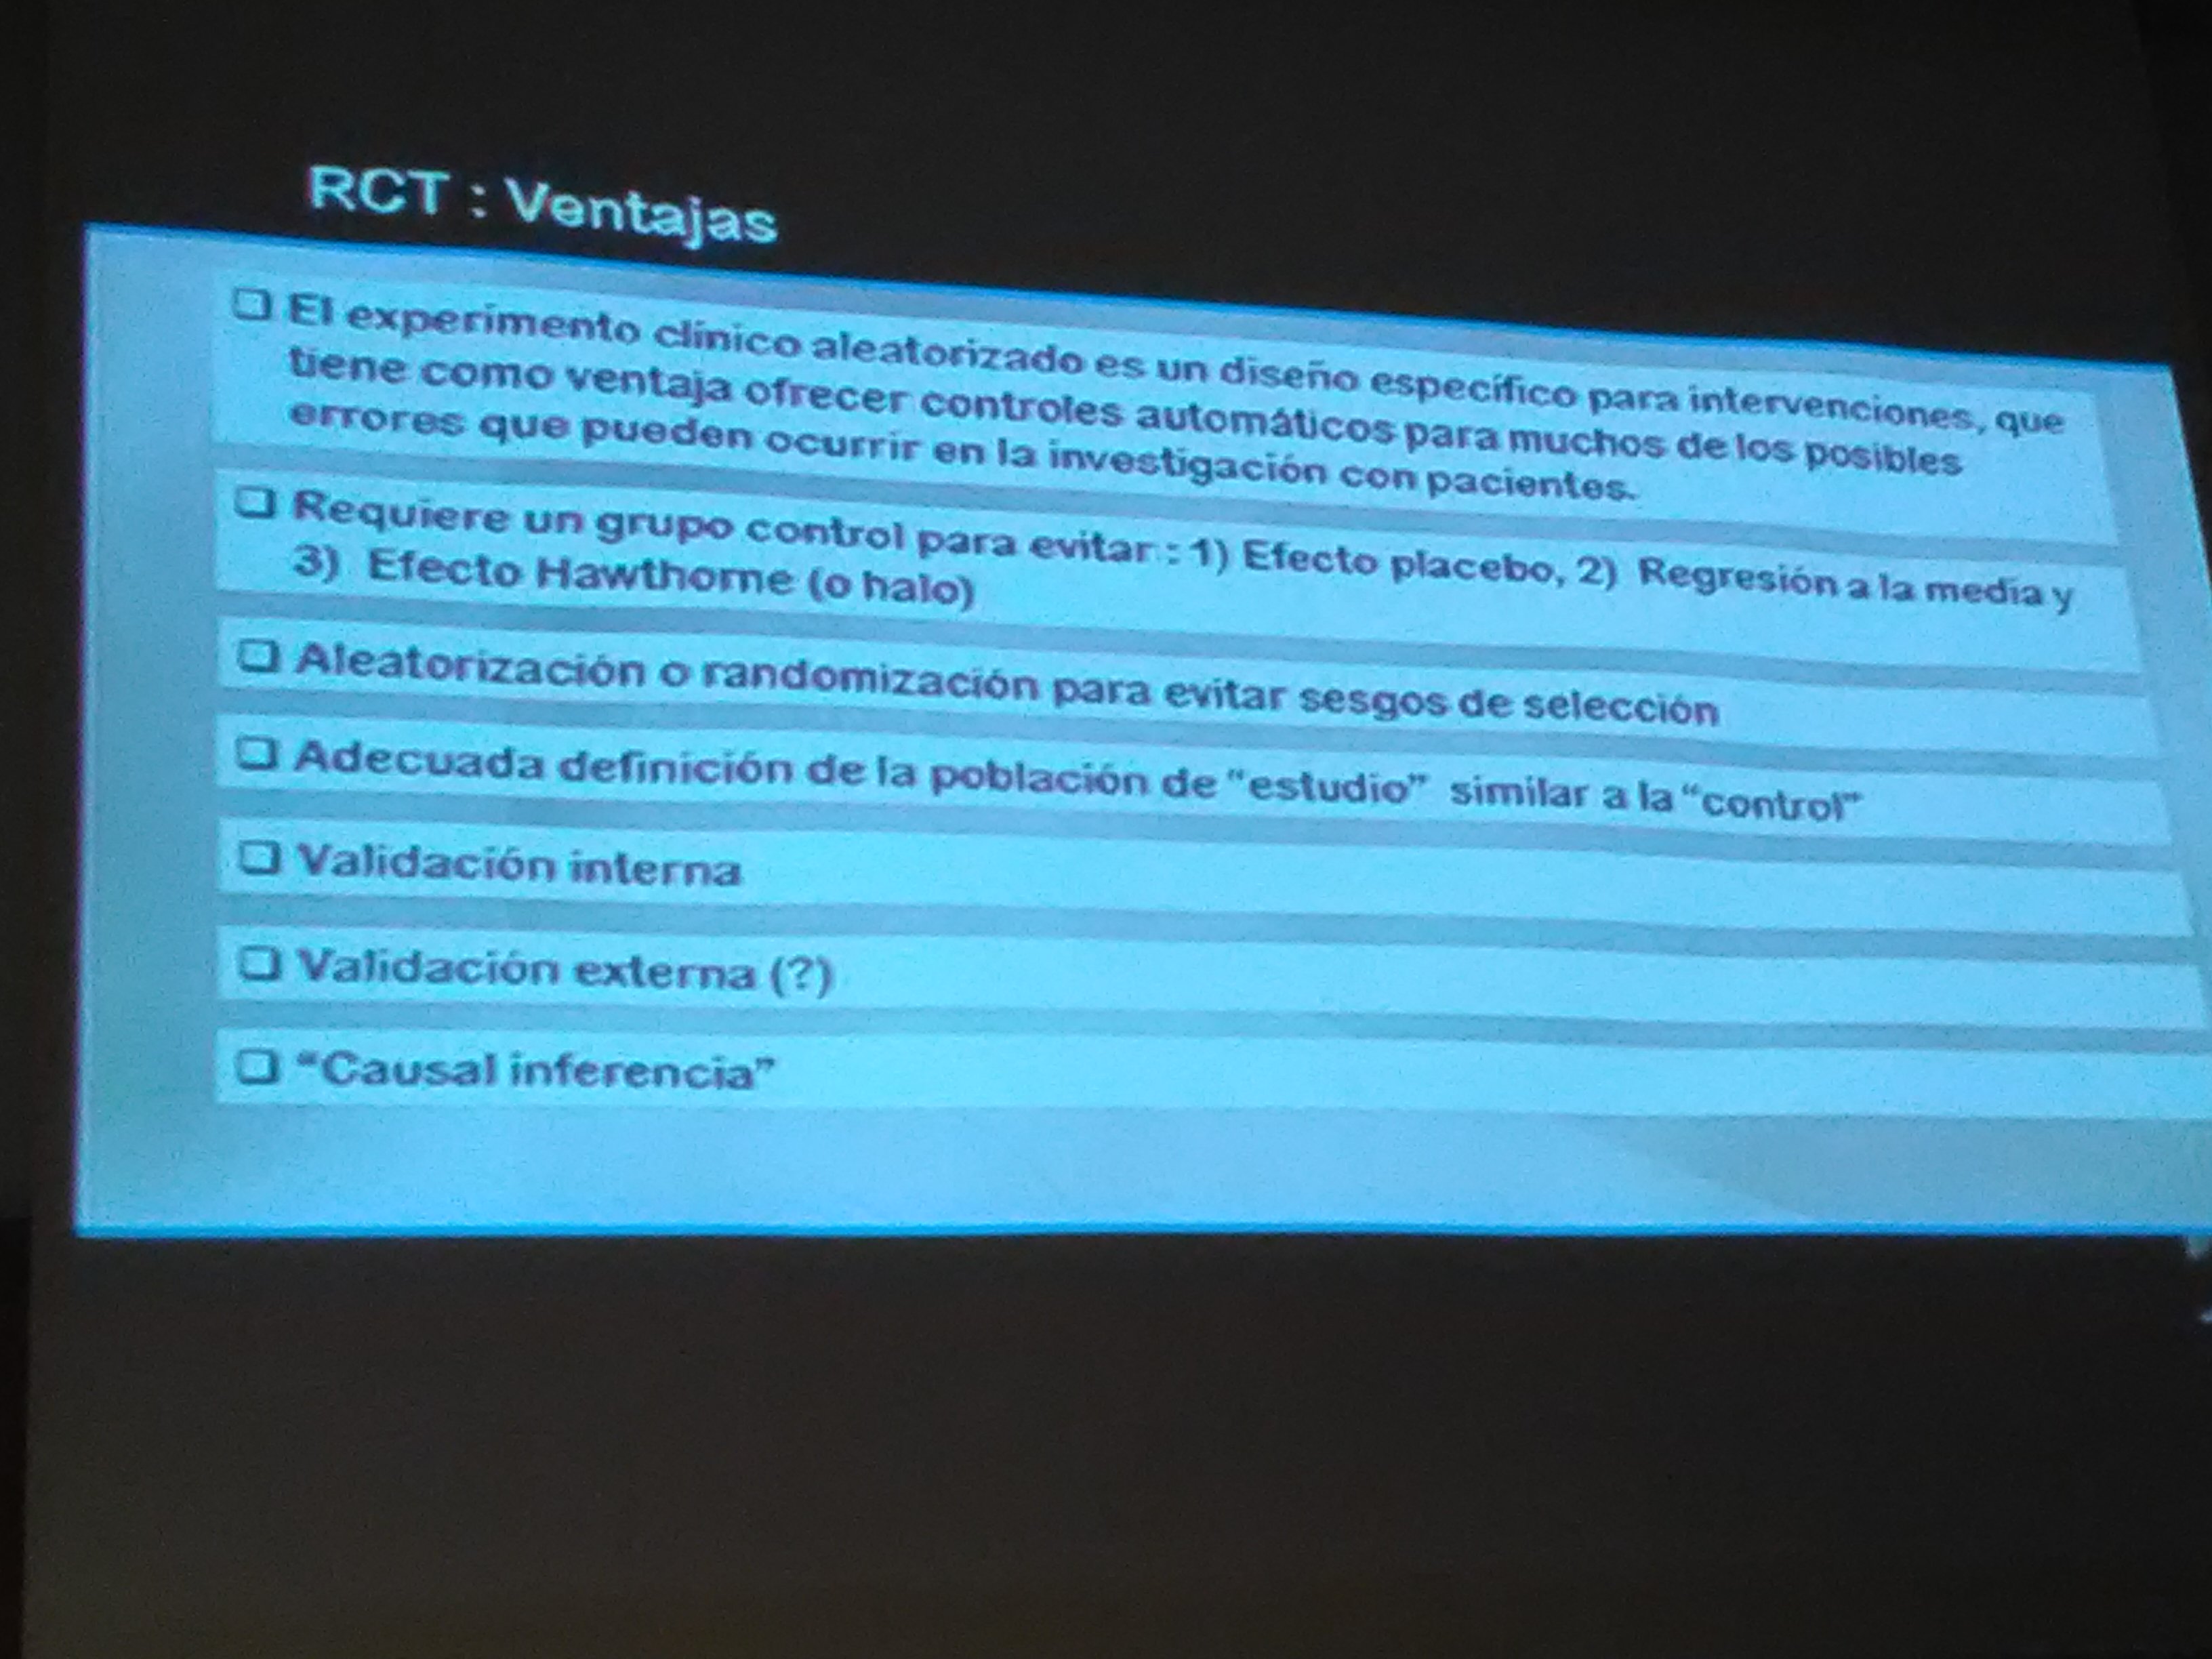 RCT : Ventajas
❑ El experimento clínico aleatorizado es un diseño específico para intervenciones, que
tiene como ventaja ofrecer controles automáticos para muchos de los posibles
errores que pueden ocurrir en la investigación con pacientes.
❑ Requiere un grupo control para evitar : 1) Efecto placebo, 2) Regresión a la media y
3) Efecto Hawthorne (o halo)
❑ Aleatorización o randomización para evitar sesgos de selección
❑ Adecuada definición de la población de "estudio" similar a la "control"
❑ Validación interna
❑ Validación externa (?)
❑ "Causal inferencia"